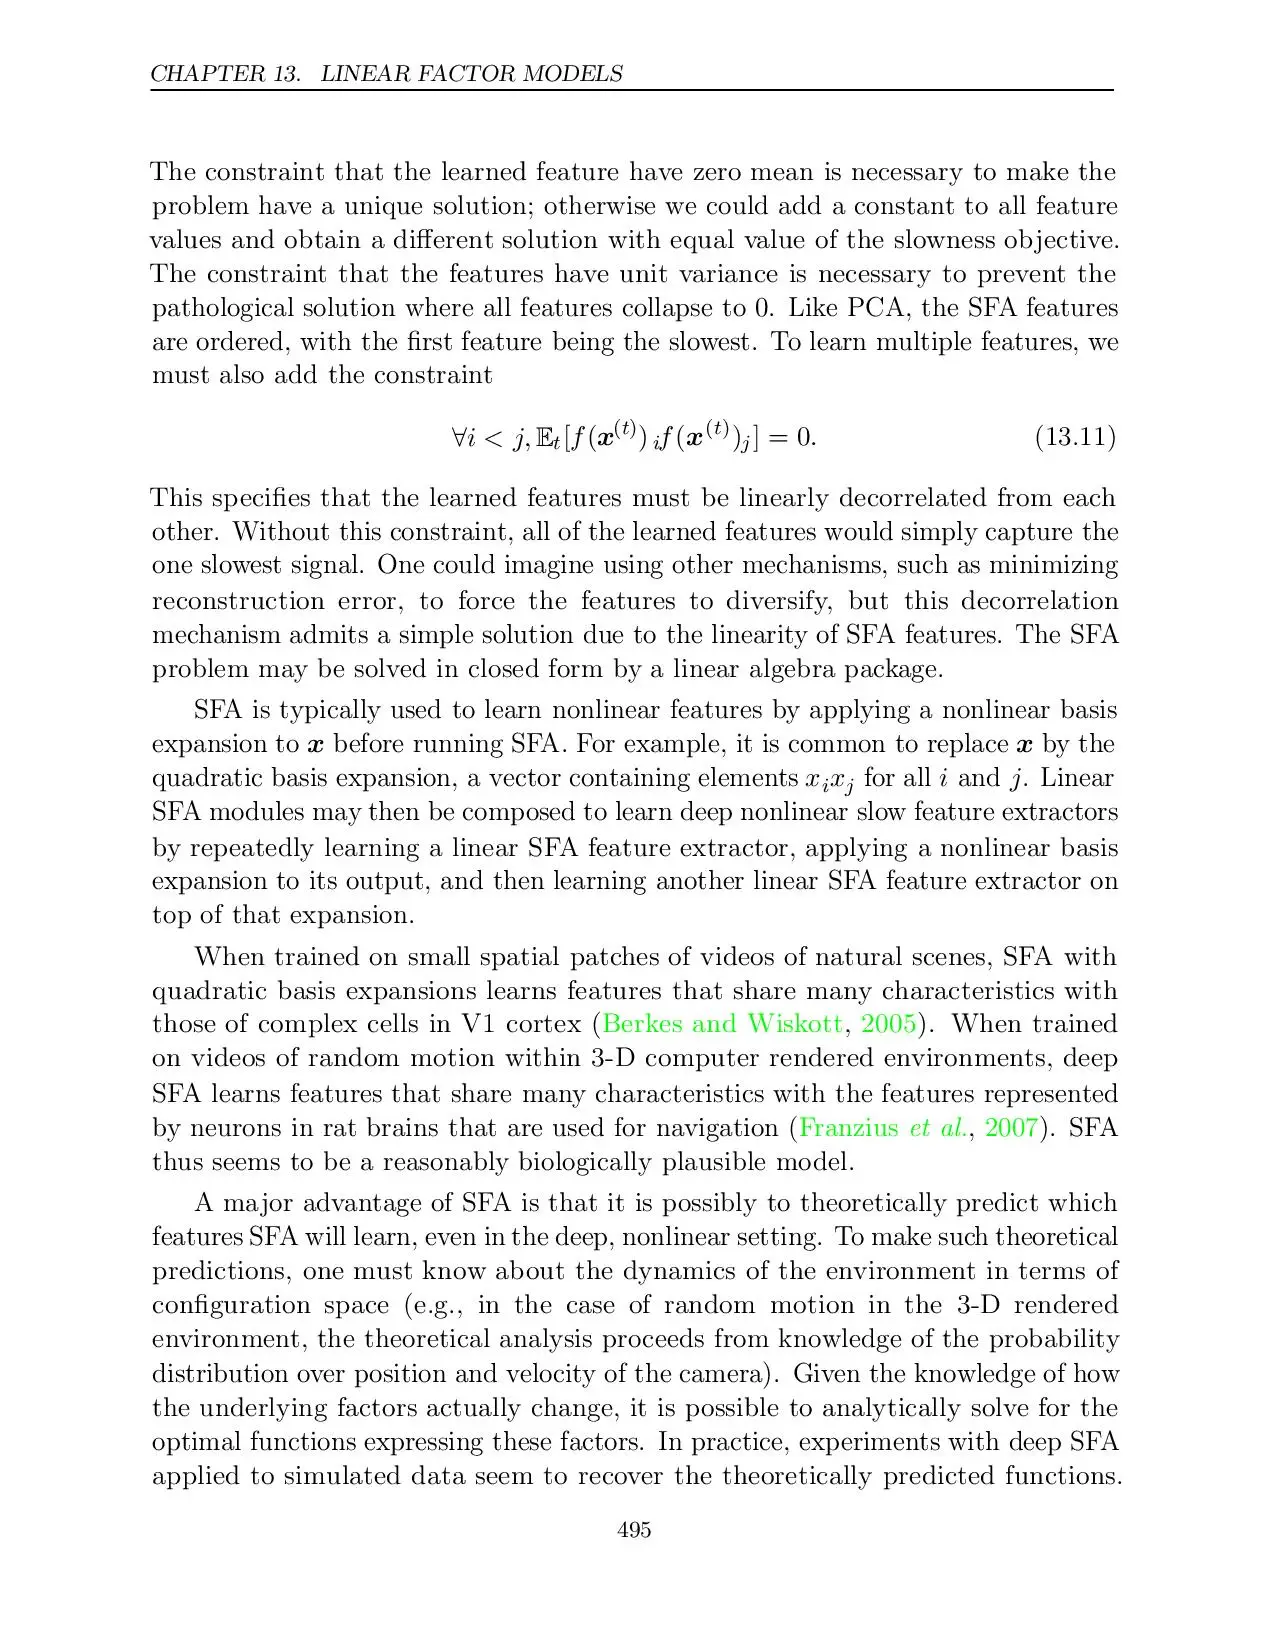 CHAPTER 13. LINEAR FACTOR MODELS
The constraint that the learned feature have zero mean is necessary to make the
problem have a unique solution; otherwise we could add a constant to all feature
values and obtain a different solution with equal value of the slowness objective.
The constraint that the features have unit variance is necessary to prevent the
pathological solution where all features collapse to 0. Like PCA, the SFA features
are ordered, with the first feature being the slowest. To learn multiple features, we
must also add the constraint
∀i < j, 𝔼ₜ[f(x⁽ᵗ⁾)ᵢf(x⁽ᵗ⁾)ⱼ] = 0. (13.11)
This specifies that the learned features must be linearly decorrelated from each
other. Without this constraint, all of the learned features would simply capture the
one slowest signal. One could imagine using other mechanisms, such as minimizing
reconstruction error, to force the features to diversify, but this decorrelation
mechanism admits a simple solution due to the linearity of SFA features. The SFA
problem may be solved in closed form by a linear algebra package.
SFA is typically used to learn nonlinear features by applying a nonlinear basis
expansion to x before running SFA. For example, it is common to replace x by the
quadratic basis expansion, a vector containing elements xᵢxⱼ for all i and j. Linear
SFA modules may then be composed to learn deep nonlinear slow feature extractors
by repeatedly learning a linear SFA feature extractor, applying a nonlinear basis
expansion to its output, and then learning another linear SFA feature extractor on
top of that expansion.
When trained on small spatial patches of videos of natural scenes, SFA with
quadratic basis expansions learns features that share many characteristics with
those of complex cells in V1 cortex (Berkes and Wiskott, 2005). When trained
on videos of random motion within 3-D computer rendered environments, deep
SFA learns features that share many characteristics with the features represented
by neurons in rat brains that are used for navigation (Franzius et al., 2007). SFA
thus seems to be a reasonably biologically plausible model.
A major advantage of SFA is that it is possibly to theoretically predict which
features SFA will learn, even in the deep, nonlinear setting. To make such theoretical
predictions, one must know about the dynamics of the environment in terms of
configuration space (e.g., in the case of random motion in the 3-D rendered
environment, the theoretical analysis proceeds from knowledge of the probability
distribution over position and velocity of the camera). Given the knowledge of how
the underlying factors actually change, it is possible to analytically solve for the
optimal functions expressing these factors. In practice, experiments with deep SFA
applied to simulated data seem to recover the theoretically predicted functions.
495